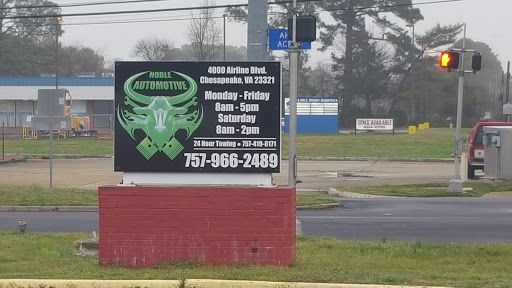 NOBLE
AUTOMOTIVE
4000 Airline Blvd.
Chesapeake, VA 23321
Monday - Friday
8am - 5pm
Saturday
8am - 2pm
24 Hour Towing • 757-419-6171
757-966-2489
SPACE AVAILABLE